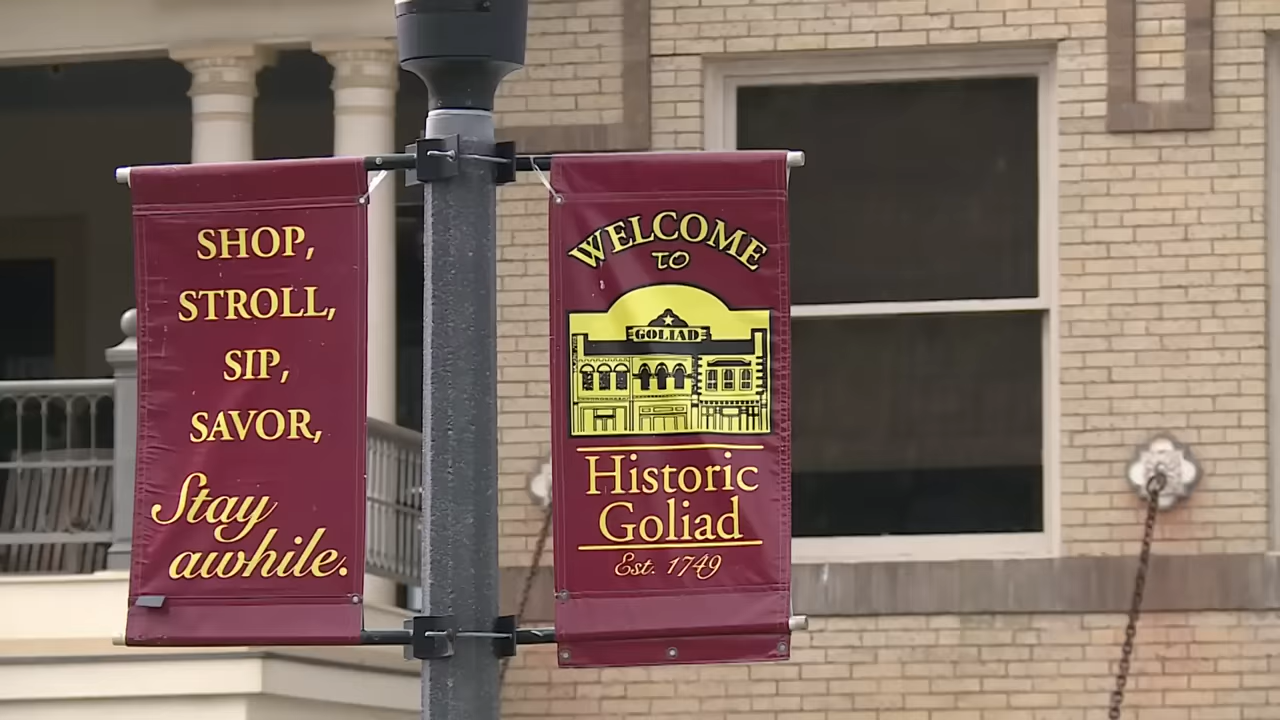 SHOP,
STROLL,
SIP,
SAVOR,
Stay
awhile.
WELCOME
TO
GOLIAD
Historic
Goliad
Est. 1749